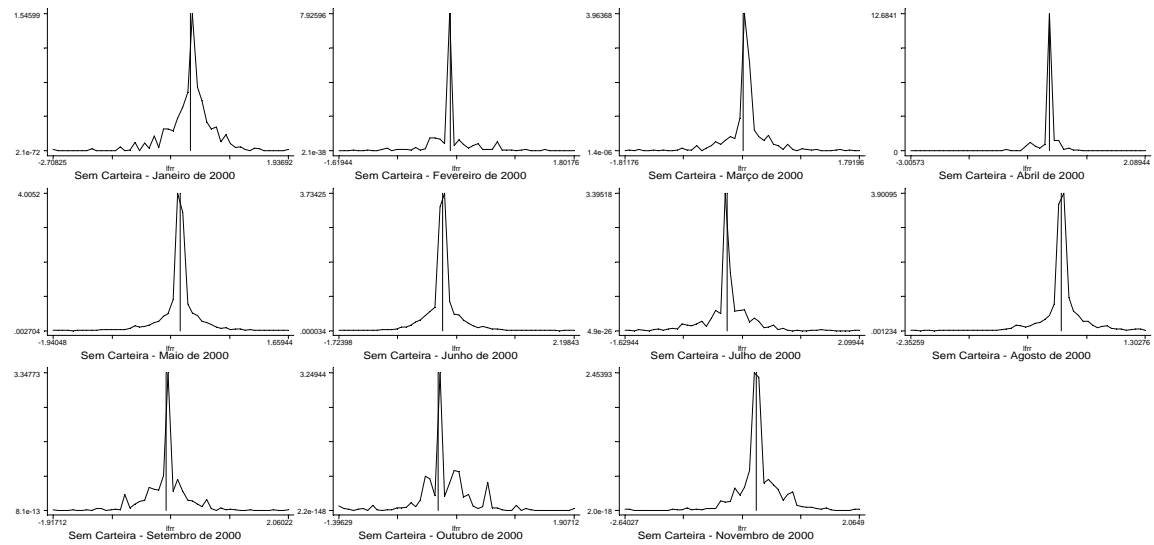 1.54599
2.1e-72
-2.70825
lfrr
1.93692
Sem Carteira - Janeiro de 2000
7.92596
2.1e-38
-1.61944
lfrr
1.80176
Sem Carteira - Fevereiro de 2000
3.96368
1.4e-06
-1.81176
lfrr
1.79196
Sem Carteira - Março de 2000
12.6841
0
-3.00573
lfrr
2.08944
Sem Carteira - Abril de 2000
4.0052
.002704
-1.94048
lfrr
1.65944
Sem Carteira - Maio de 2000
3.73425
.000034
-1.72398
lfrr
2.19843
Sem Carteira - Junho de 2000
3.39518
4.9e-26
-1.62944
lfrr
2.09944
Sem Carteira - Julho de 2000
3.90095
.001234
-2.35259
lfrr
1.30276
Sem Carteira - Agosto de 2000
3.34773
8.1e-13
-1.91712
lfrr
2.06022
Sem Carteira - Setembro de 2000
3.24944
2.2e-148
-1.39629
lfrr
1.90712
Sem Carteira - Outubro de 2000
2.45393
2.0e-18
-2.64027
lfrr
2.0649
Sem Carteira - Novembro de 2000